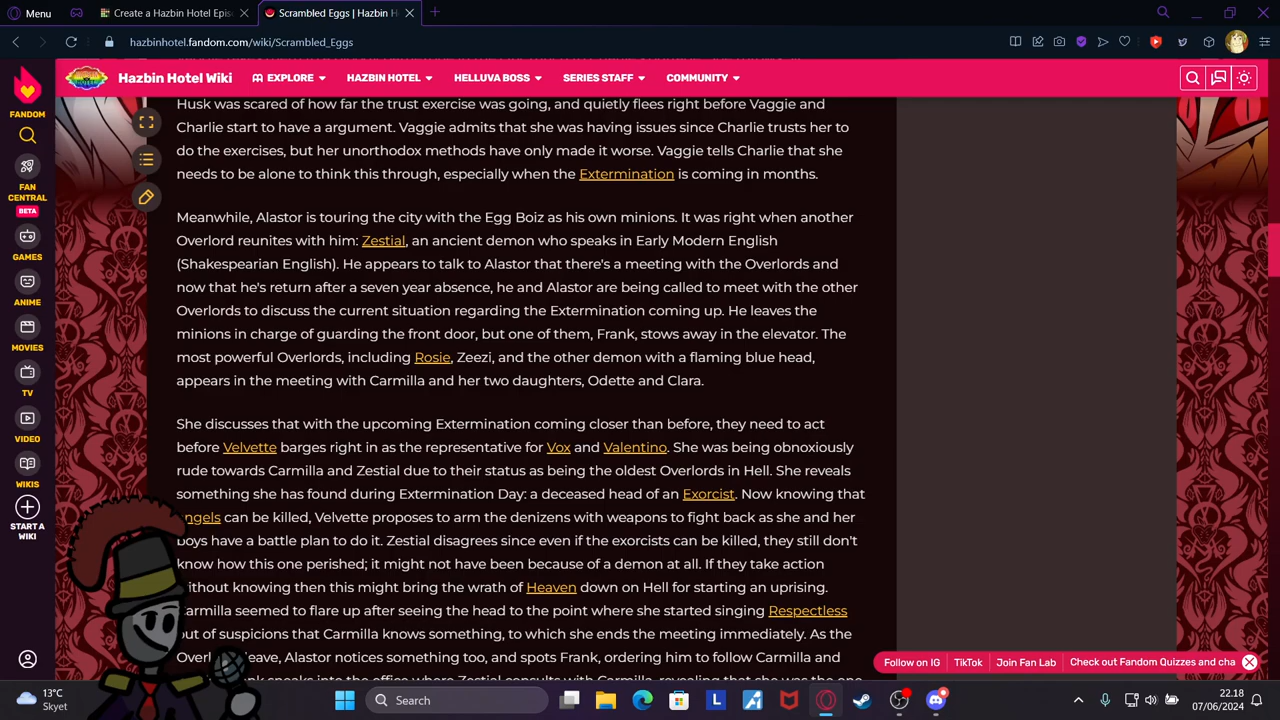 Menu
Create a Hazbin Hotel Epis
Scrambled Eggs | Hazbin H
hazbinhotel.fandom.com/wiki/Scrambled_Eggs
Hazbin Hotel Wiki
EXPLORE
HAZBIN HOTEL
HELLUVA BOSS
SERIES STAFF
COMMUNITY
FANDOM
FAN
CENTRAL
BETA
GAMES
ANIME
MOVIES
TV
VIDEO
WIKIS
START A
WIKI
Husk was scared of how far the trust exercise was going, and quietly flees right before Vaggie and
Charlie start to have a argument. Vaggie admits that she was having issues since Charlie trusts her to
do the exercises, but her unorthodox methods have only made it worse. Vaggie tells Charlie that she
needs to be alone to think this through, especially when the Extermination is coming in months.
Meanwhile, Alastor is touring the city with the Egg Boiz as his own minions. It was right when another
Overlord reunites with him: Zestial, an ancient demon who speaks in Early Modern English
(Shakespearian English). He appears to talk to Alastor that there's a meeting with the Overlords and
now that he's return after a seven year absence, he and Alastor are being called to meet with the other
Overlords to discuss the current situation regarding the Extermination coming up. He leaves the
minions in charge of guarding the front door, but one of them, Frank, stows away in the elevator. The
most powerful Overlords, including Rosie, Zeezi, and the other demon with a flaming blue head,
appears in the meeting with Carmilla and her two daughters, Odette and Clara.
She discusses that with the upcoming Extermination coming closer than before, they need to act
before Velvette barges right in as the representative for Vox and Valentino. She was being obnoxiously
rude towards Carmilla and Zestial due to their status as being the oldest Overlords in Hell. She reveals
something she has found during Extermination Day: a deceased head of an Exorcist. Now knowing that
ngels can be killed, Velvette proposes to arm the denizens with weapons to fight back as she and her
boys have a battle plan to do it. Zestial disagrees since even if the exorcists can be killed, they still don't
know how this one perished; it might not have been because of a demon at all. If they take action
without knowing then this might bring the wrath of Heaven down on Hell for starting an uprising.
Carmilla seemed to flare up after seeing the head to the point where she started singing Respectless
out of suspicions that Carmilla knows something, to which she ends the meeting immediately. As the
Overl leave, Alastor notices something too, and spots Frank, ordering him to follow Carmilla and
Follow on IG
TikTok
Join Fan Lab
Check out Fandom Quizzes and cha
13°C
Skyet
Search
22.18
07/06/2024